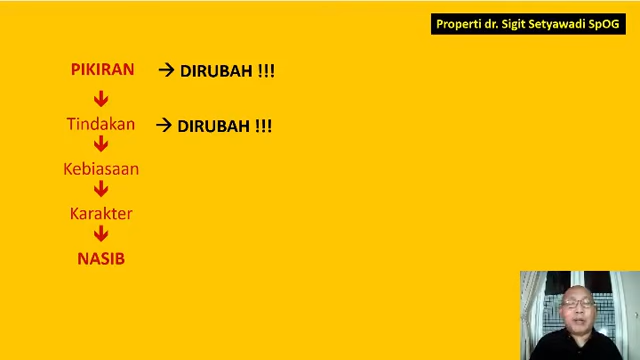 Properti dr. Sigit Setyawadi SpOG
PIKIRAN → DIRUBAH !!!
Tindakan → DIRUBAH !!!
Kebiasaan
Karakter
NASIB